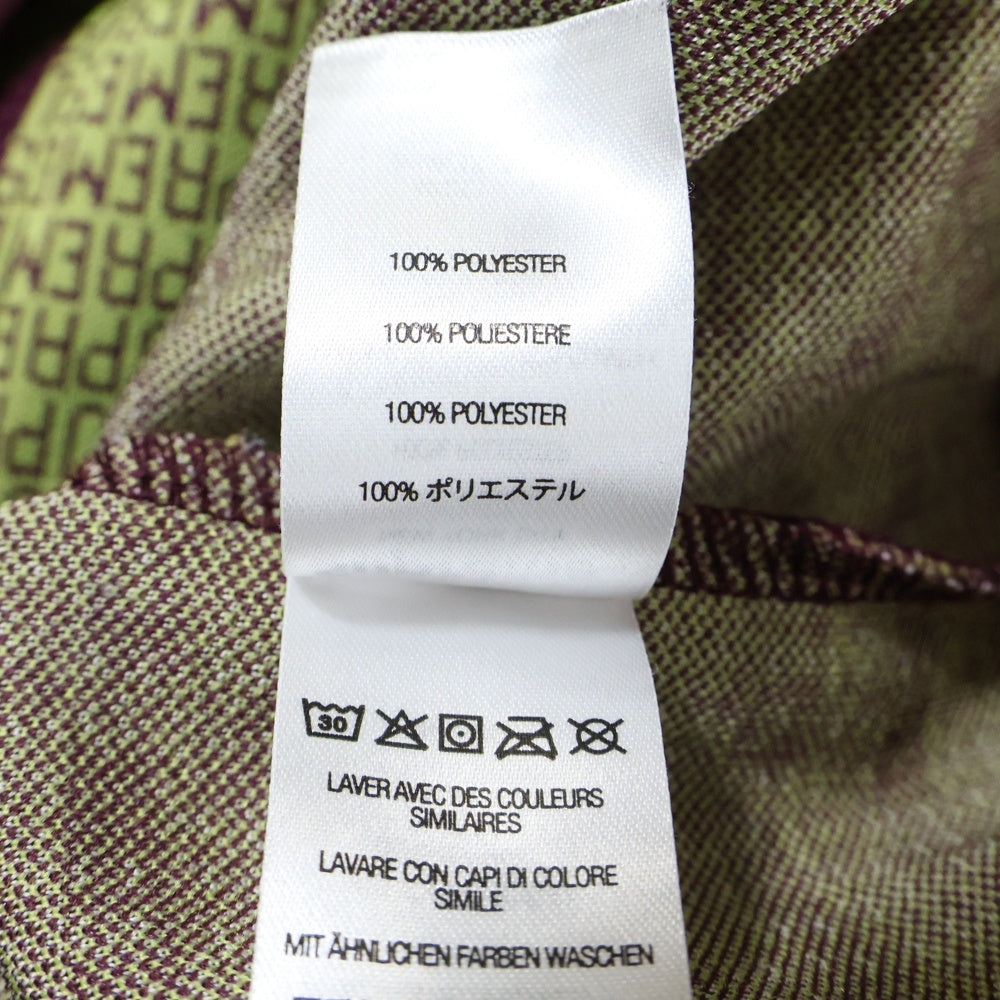 100% POLYESTER
100% POLIESTERE
100% POLYESTER
100% ポリエステル
30
LAVER AVEC DES COULEURS
SIMILAIRES
LAVARE CON CAPI DI COLORE
SIMILE
MIT ÄHNLICHEN FARBEN WASCHEN